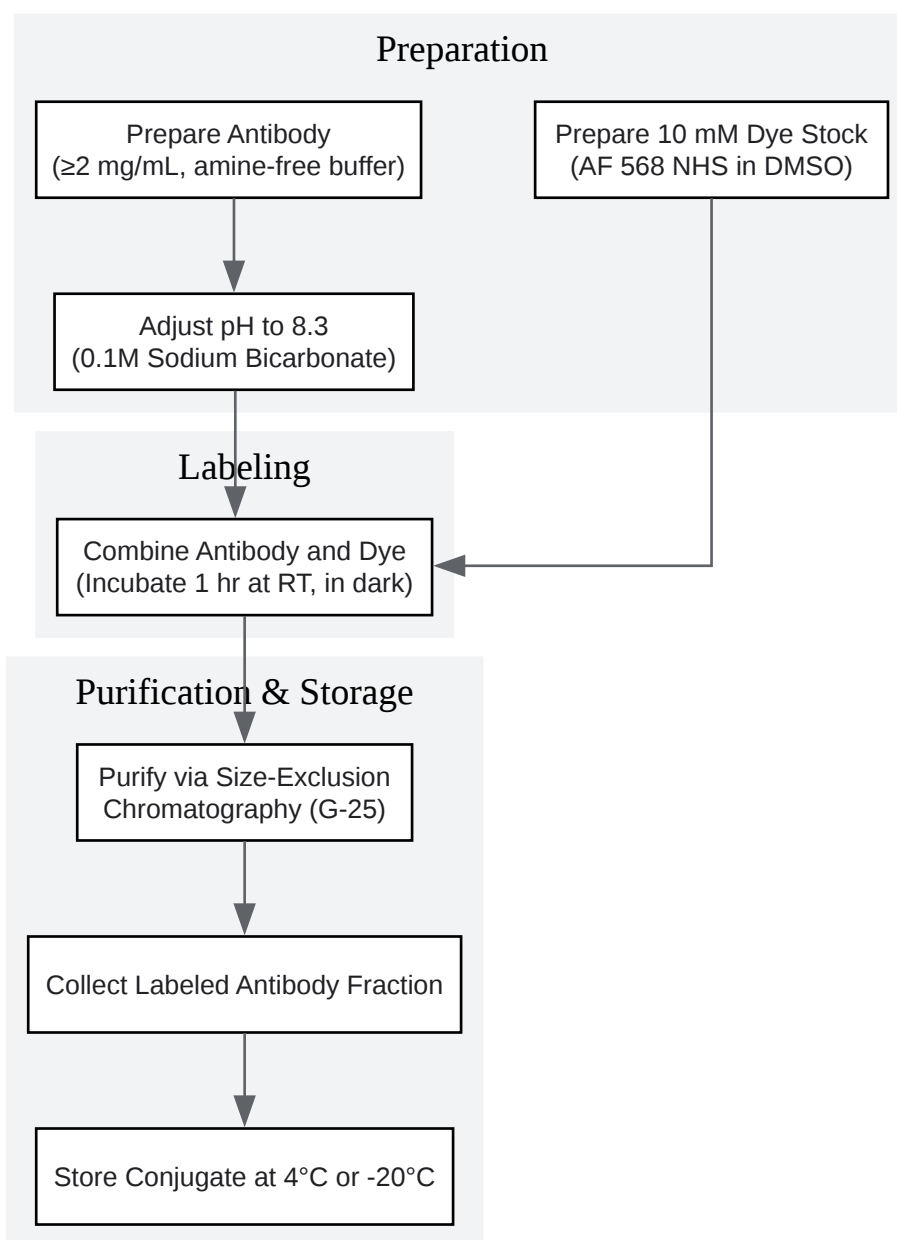 Preparation
Prepare Antibody
(≥2 mg/mL, amine-free buffer)
Prepare 10 mM Dye Stock
(AF 568 NHS in DMSO)
Adjust pH to 8.3
(0.1M Sodium Bicarbonate)
Labeling
Combine Antibody and Dye
(Incubate 1 hr at RT, in dark)
Purification & Storage
Purify via Size-Exclusion
Chromatography (G-25)
Collect Labeled Antibody Fraction
Store Conjugate at 4°C or -20°C